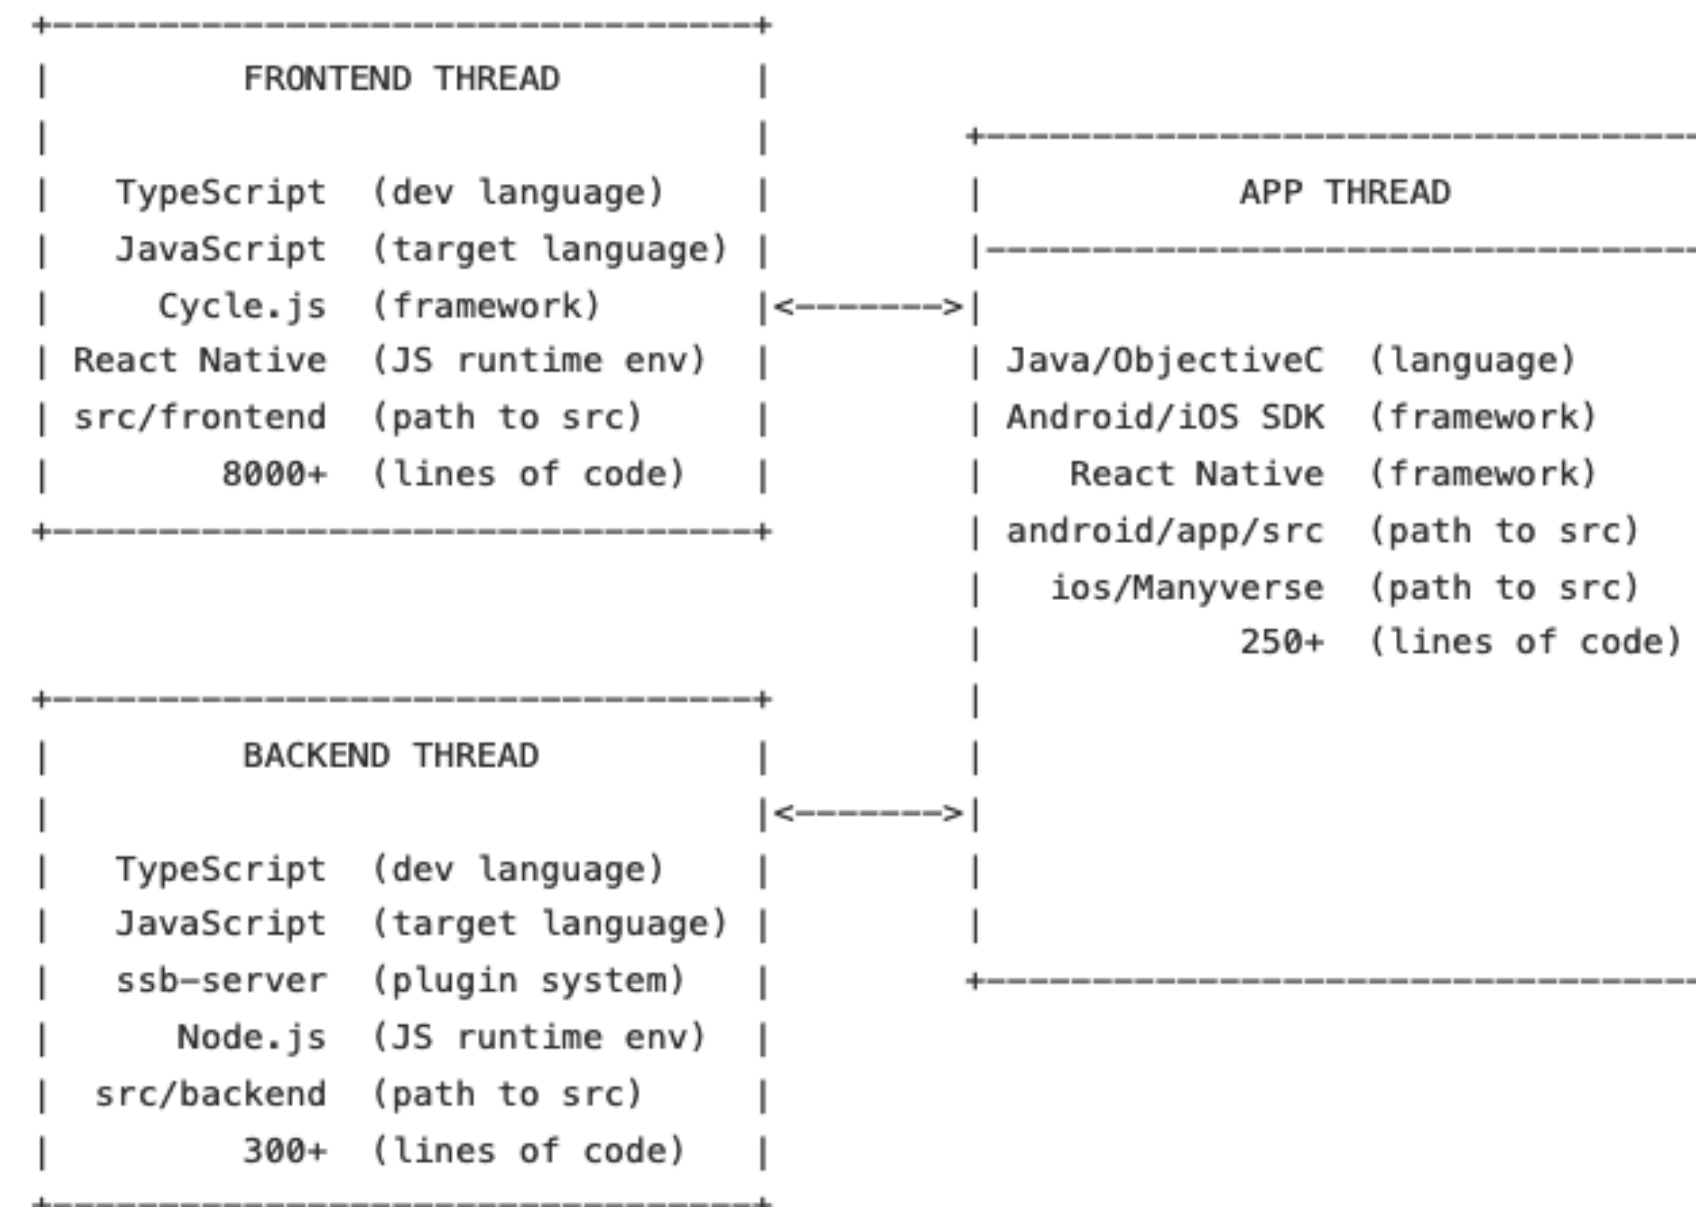 FRONTEND THREAD
TypeScript (dev language)
JavaScript (target language)
Cycle.js (framework)
React Native (JS runtime env)
src/frontend (path to src)
8000+ (lines of code)
BACKEND THREAD
TypeScript (dev language)
JavaScript (target language)
ssb-server (plugin system)
Node.js (JS runtime env)
src/backend (path to src)
300+ (lines of code)
APP THREAD
Java/ObjectiveC (language)
Android/iOS SDK (framework)
React Native (framework)
android/app/src (path to src)
ios/Manyverse (path to src)
250+ (lines of code)